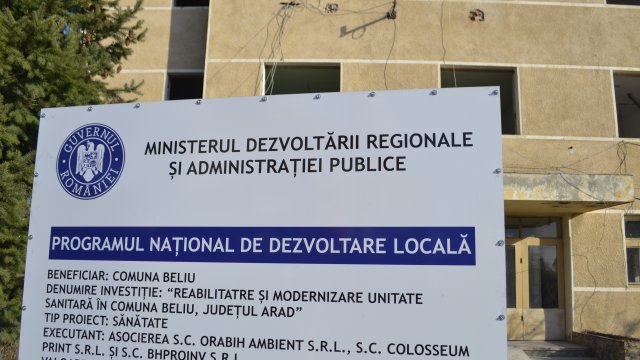 GUVERNUL
ROMÂNIEI
MINISTERUL DEZVOLTĂRII REGIONALE
ȘI ADMINISTRAȚIEI PUBLICE
PROGRAMUL NAȚIONAL DE DEZVOLTARE LOCALĂ
BENEFICIAR: COMUNA BELIU
DENUMIRE INVESTIȚIE: “REABILITATRE ȘI MODERNIZARE UNITATE
SANITARĂ ÎN COMUNA BELIU, JUDEȚUL ARAD”
TIP PROIECT: SĂNĂTATE
EXECUTANT: ASOCIEREA S.C. ORABIH AMBIENT S.R.L., S.C. COLOSSEUM
PRINT S.R.L. ȘI S.C. BHPROINV S.R.L.